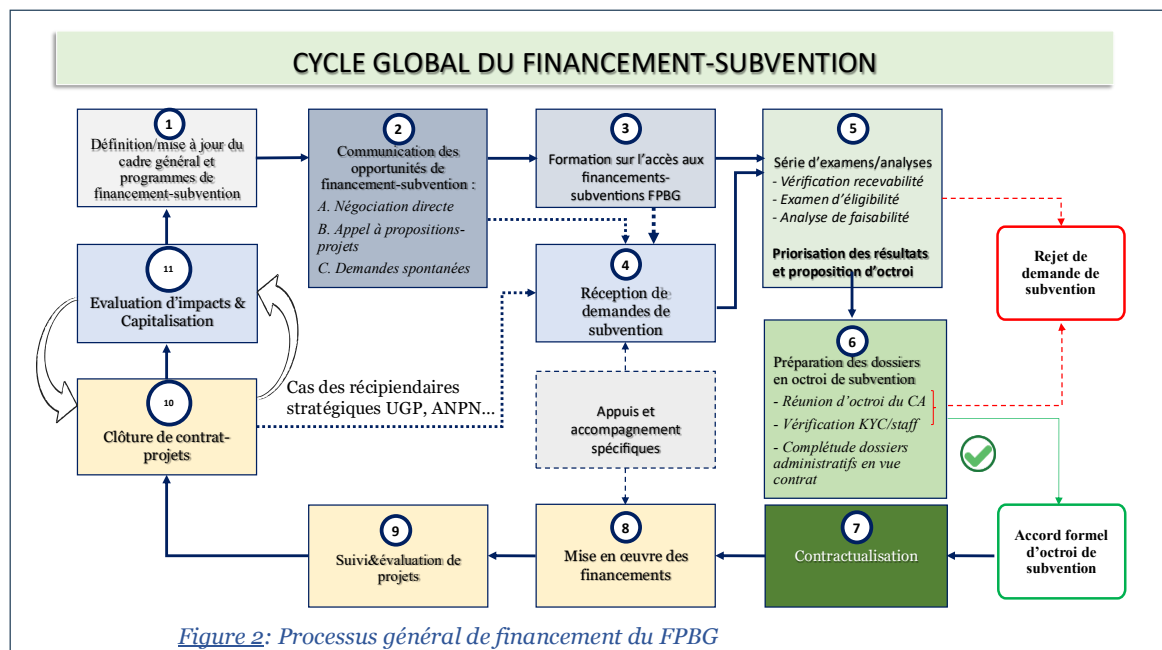 CYCLE GLOBAL DU FINANCEMENT-SUBVENTION
1
Définition/mise à jour du
cadre général et
programmes de
financement-subvention
2
Communication des
opportunités de
financement-subvention :
A. Négociation directe
B. Appel à propositions-
projets
C. Demandes spontanées
3
Formation sur l'accès aux
financements-
subventions FPBG
5
Série d'examens/analyses
- Vérification recevabilité
- Examen d'éligibilité
- Analyse de faisabilité
Priorisation des résultats
et proposition d'octroi
Rejet de
demande de
subvention
4
Réception de
demandes de
subvention
11
Evaluation d'impacts &
Capitalisation
6
Préparation des dossiers
en octroi de subvention
- Réunion d'octroi du CA
- Vérification KYC/staff
- Complétude dossiers
administratifs en vue
contrat
10
Clôture de contrat-
projets
Cas des récipiendaires
stratégiques UGP, ANPN...
Appuis et
accompagnement
spécifiques
9
Suivi&évaluation de
projets
8
Mise en œuvre des
financements
7
Contractualisation
Accord formel
d'octroi de
subvention
Figure 2: Processus général de financement du FPBG